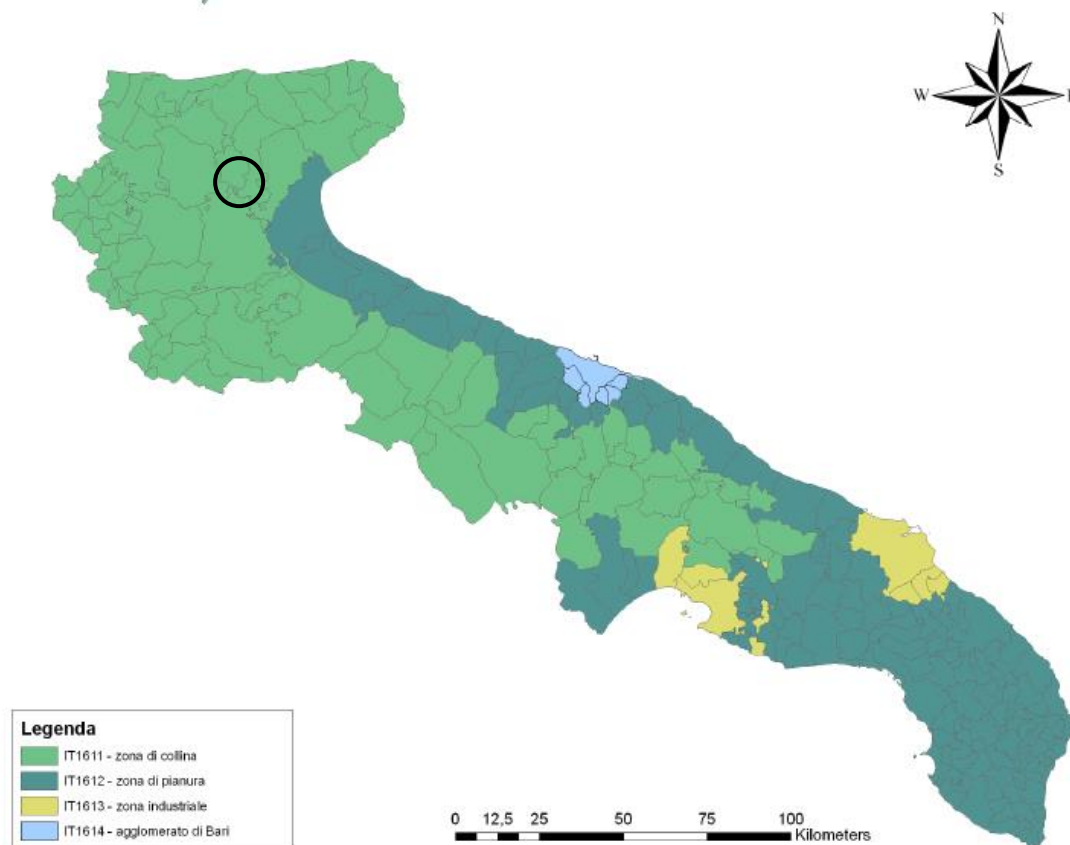 N
W
S
Legenda
IT1611 - zona di collina
IT1612 - zona di pianura
IT1613 - zona industriale
IT1614 - agglomerato di Bari
0 12,5 25 50 75 100
Kilometers